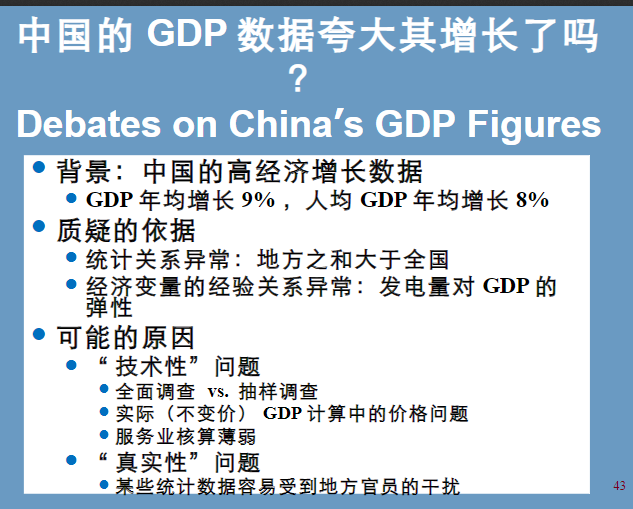 中国的 GDP 数据夸大其增长了吗
？
Debates on China′s GDP Figures
背景：中国的高经济增长数据
GDP 年均增长 9% ，人均 GDP 年均增长 8%
质疑的依据
统计关系异常：地方之和大于全国
经济变量的经验关系异常：发电量对 GDP 的
弹性
可能的原因
“ 技术性”问题
全面调查 vs. 抽样调查
实际（不变价） GDP 计算中的价格问题
服务业核算薄弱
“ 真实性”问题
某些统计数据容易受到地方官员的干扰
43